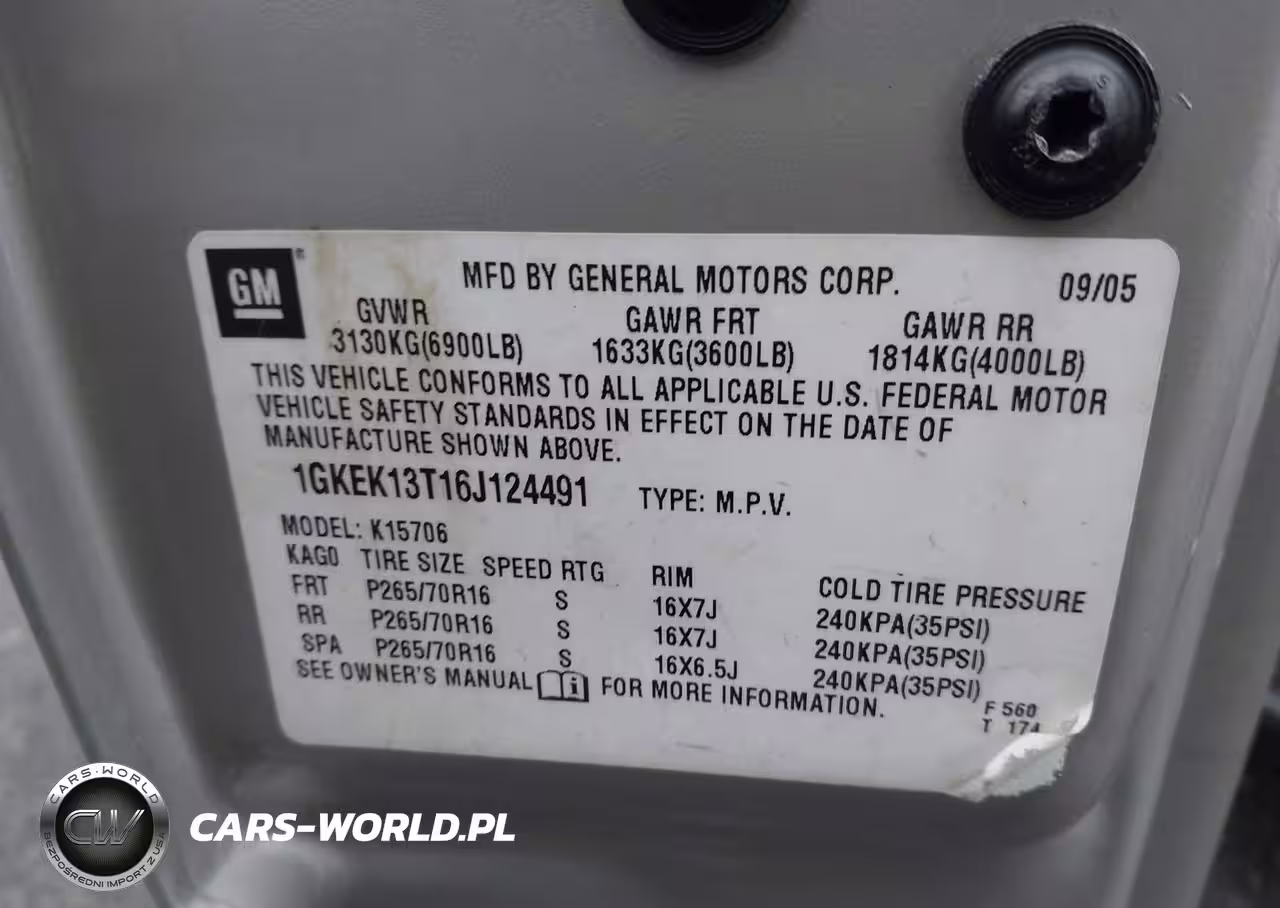 GM
MFD BY GENERAL MOTORS CORP. 09/05
GVWR GAWR FRT GAWR RR
3130KG(6900LB) 1633KG(3600LB) 1814KG(4000LB)
THIS VEHICLE CONFORMS TO ALL APPLICABLE U.S. FEDERAL MOTOR
VEHICLE SAFETY STANDARDS IN EFFECT ON THE DATE OF
MANUFACTURE SHOWN ABOVE.
1GKEK13T16J124491 TYPE: M.P.V.
MODEL: K15706
KAGO TIRE SIZE SPEED RTG RIM COLD TIRE PRESSURE
FRT P265/70R16 S 16X7J 240KPA(35PSI)
RR P265/70R16 S 16X7J 240KPA(35PSI)
SPA P265/70R16 S 16X6.5J 240KPA(35PSI)
SEE OWNER'S MANUAL FOR MORE INFORMATION.
F 560
T 174
CARS-WORLD
CW
BEZPOŚREDNI IMPORT Z USA
CARS-WORLD.PL